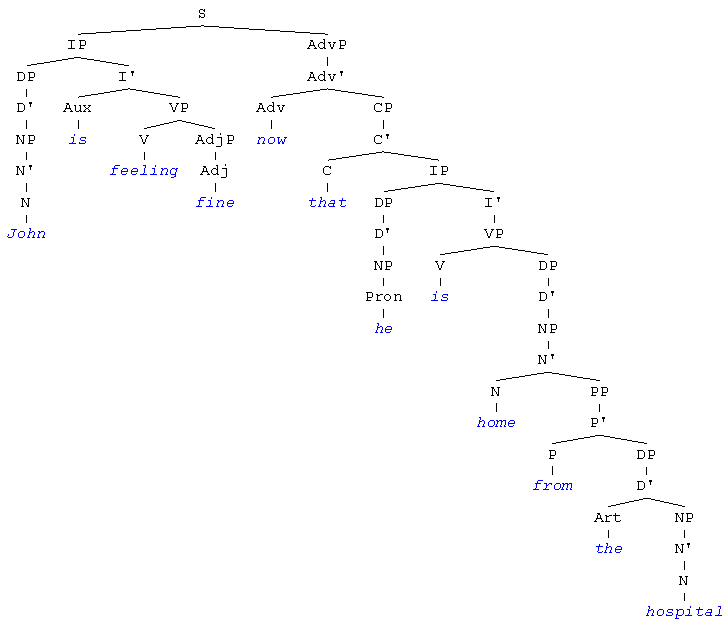 S
IP AdvP
DP I' Adv'
D' Aux VP Adv CP
NP is V AdjP now C'
N' feeling Adj C IP
N fine that DP I'
John D' VP
NP V DP
Pron is D'
he NP
N'
N PP
home P'
P DP
from D'
Art NP
the N'
N
hospital